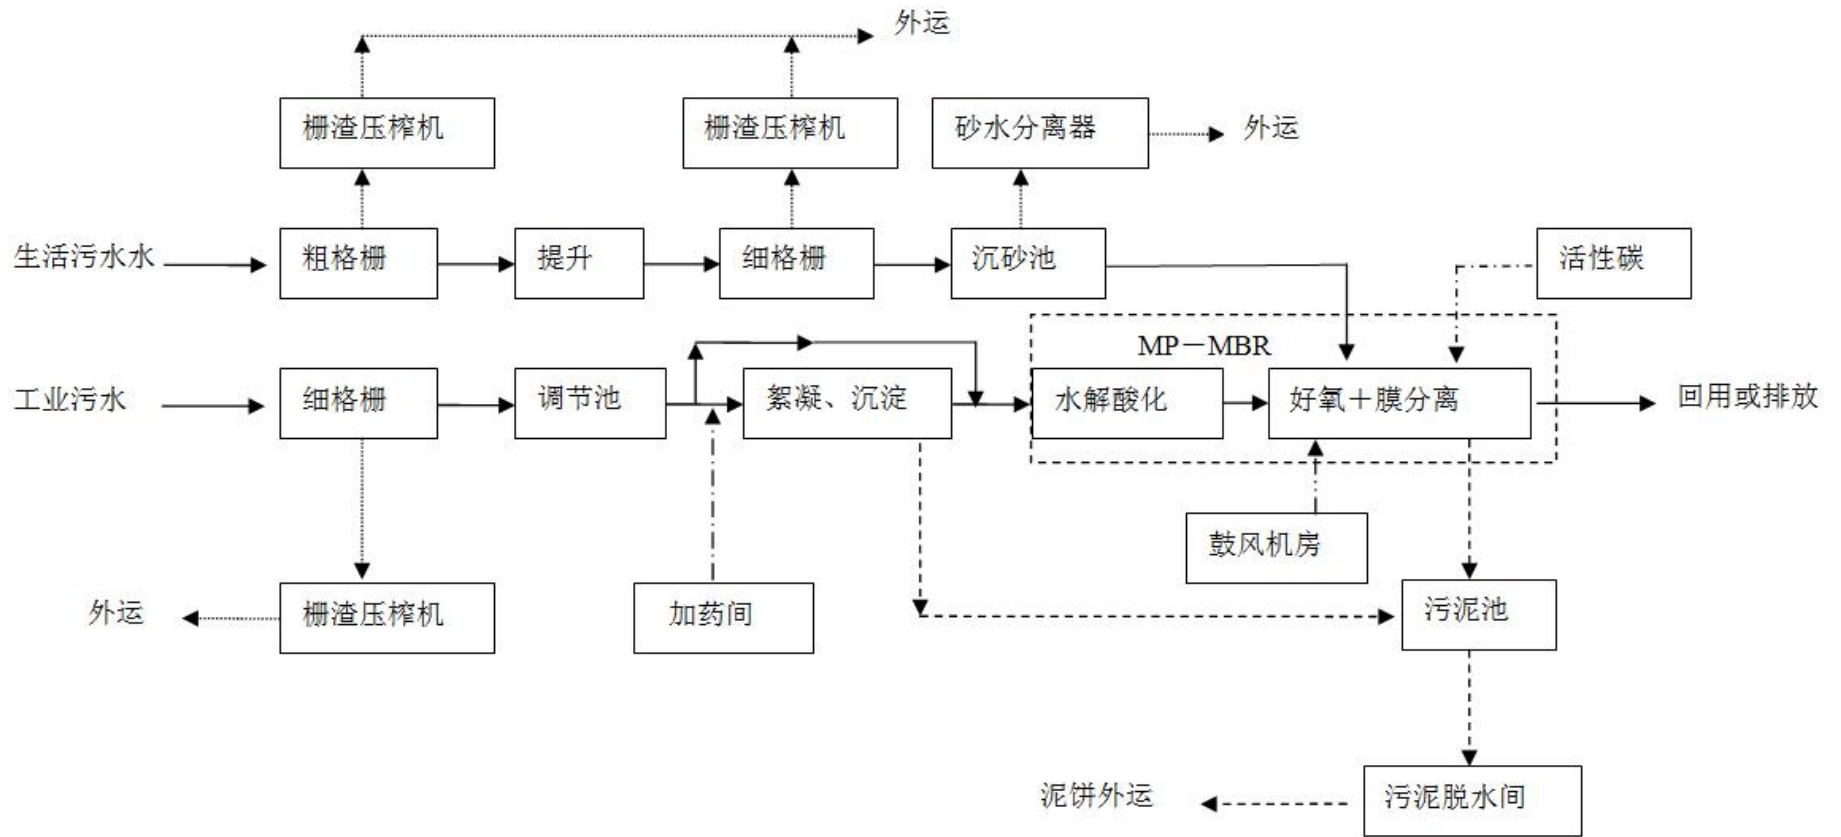 外运
栅渣压榨机
栅渣压榨机
砂水分离器
外运
生活污水水
粗格栅
提升
细格栅
沉砂池
活性碳
MP－MBR
工业污水
细格栅
调节池
絮凝、沉淀
水解酸化
好氧＋膜分离
回用或排放
鼓风机房
外运
栅渣压榨机
加药间
污泥池
泥饼外运
污泥脱水间